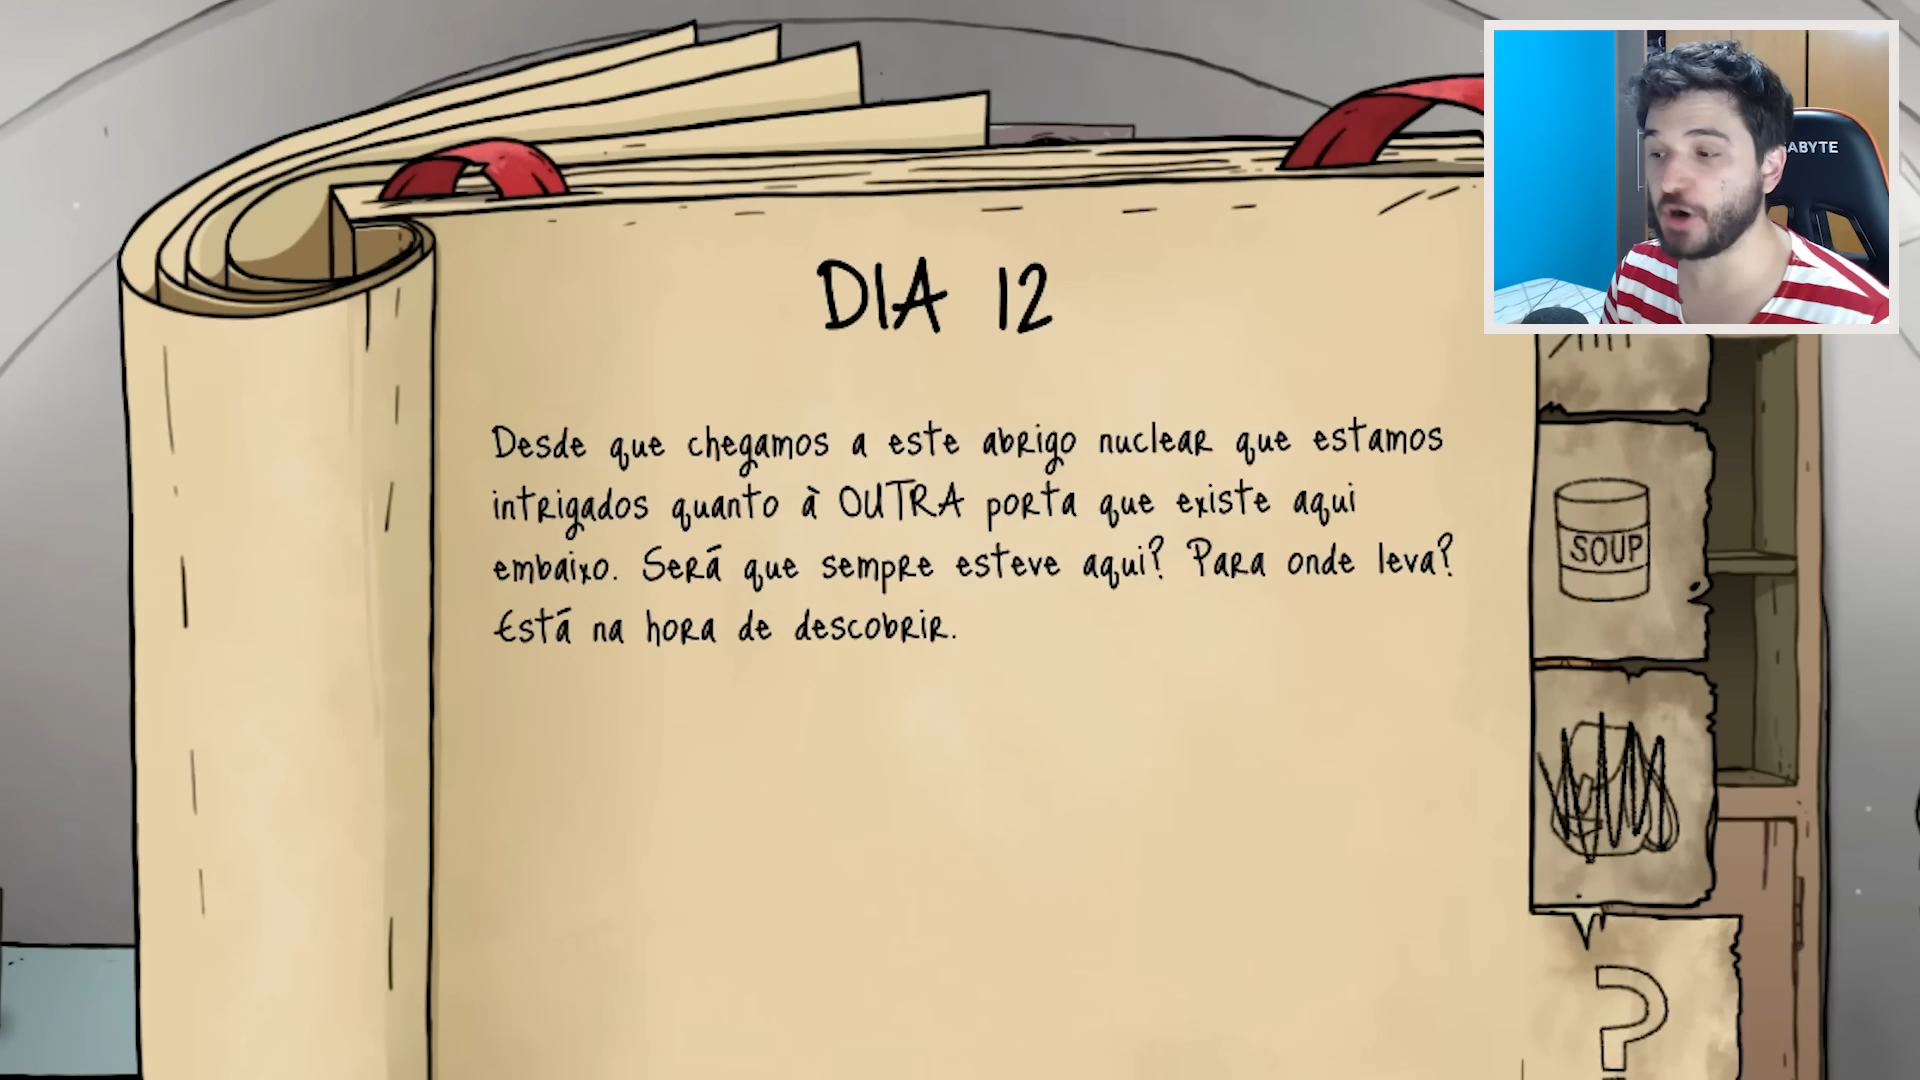 DIA 12
Desde que chegamos a este abrigo nuclear que estamos
intrigados quanto à OUTRA porta que existe aqui
embaixo. Será que sempre esteve aqui? Para onde leva?
Está na hora de descobrir.
ABYTE
SOUP
?